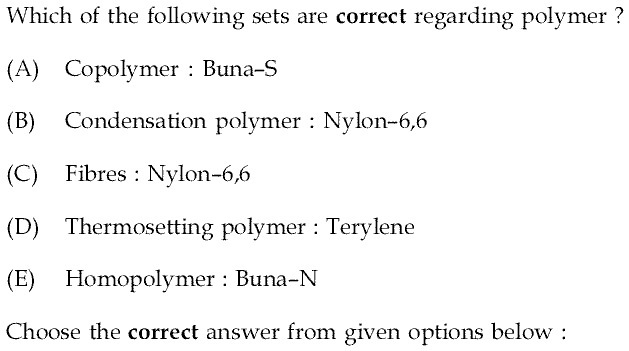 Which of the following sets are correct regarding polymer ?
(A) Copolymer : Buna–S
(B) Condensation polymer : Nylon–6,6
(C) Fibres : Nylon–6,6
(D) Thermosetting polymer : Terylene
(E) Homopolymer : Buna–N
Choose the correct answer from given options below :